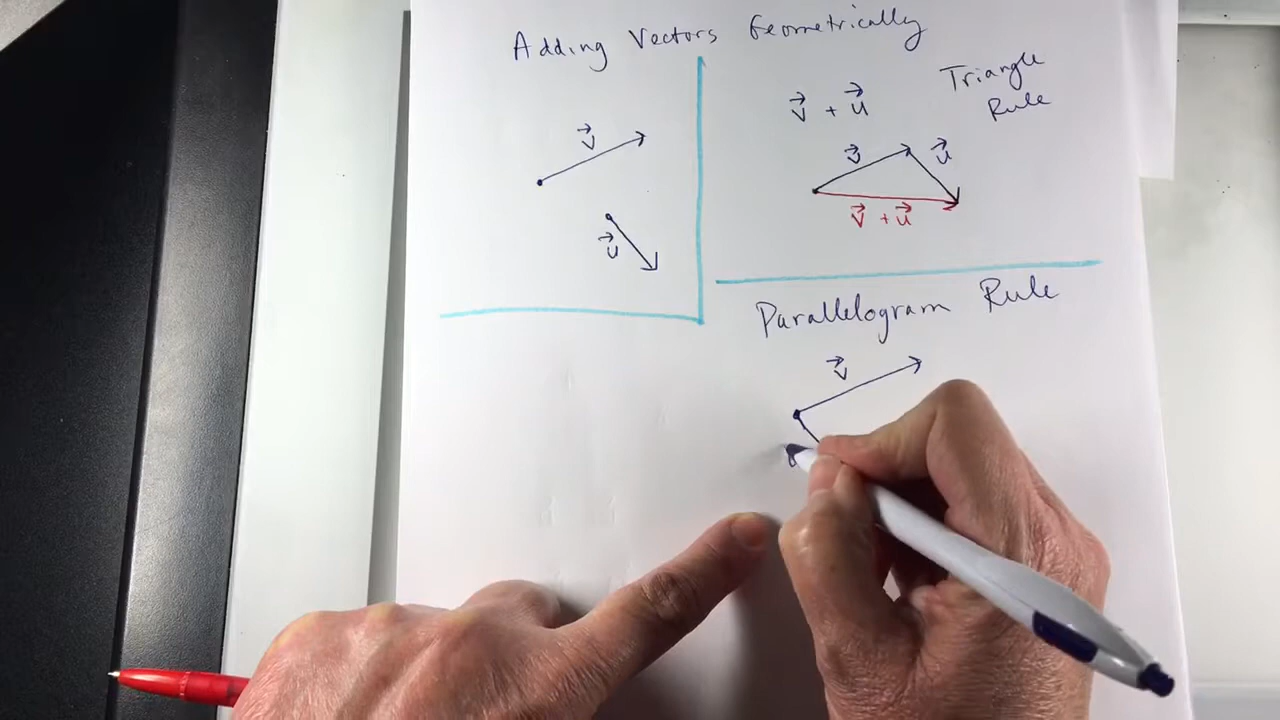 Adding Vectors Geometrically
v⃗
u⃗
v⃗ + u⃗
Triangle
Rule
v⃗
u⃗
v⃗ + u⃗
Parallelogram Rule
v⃗